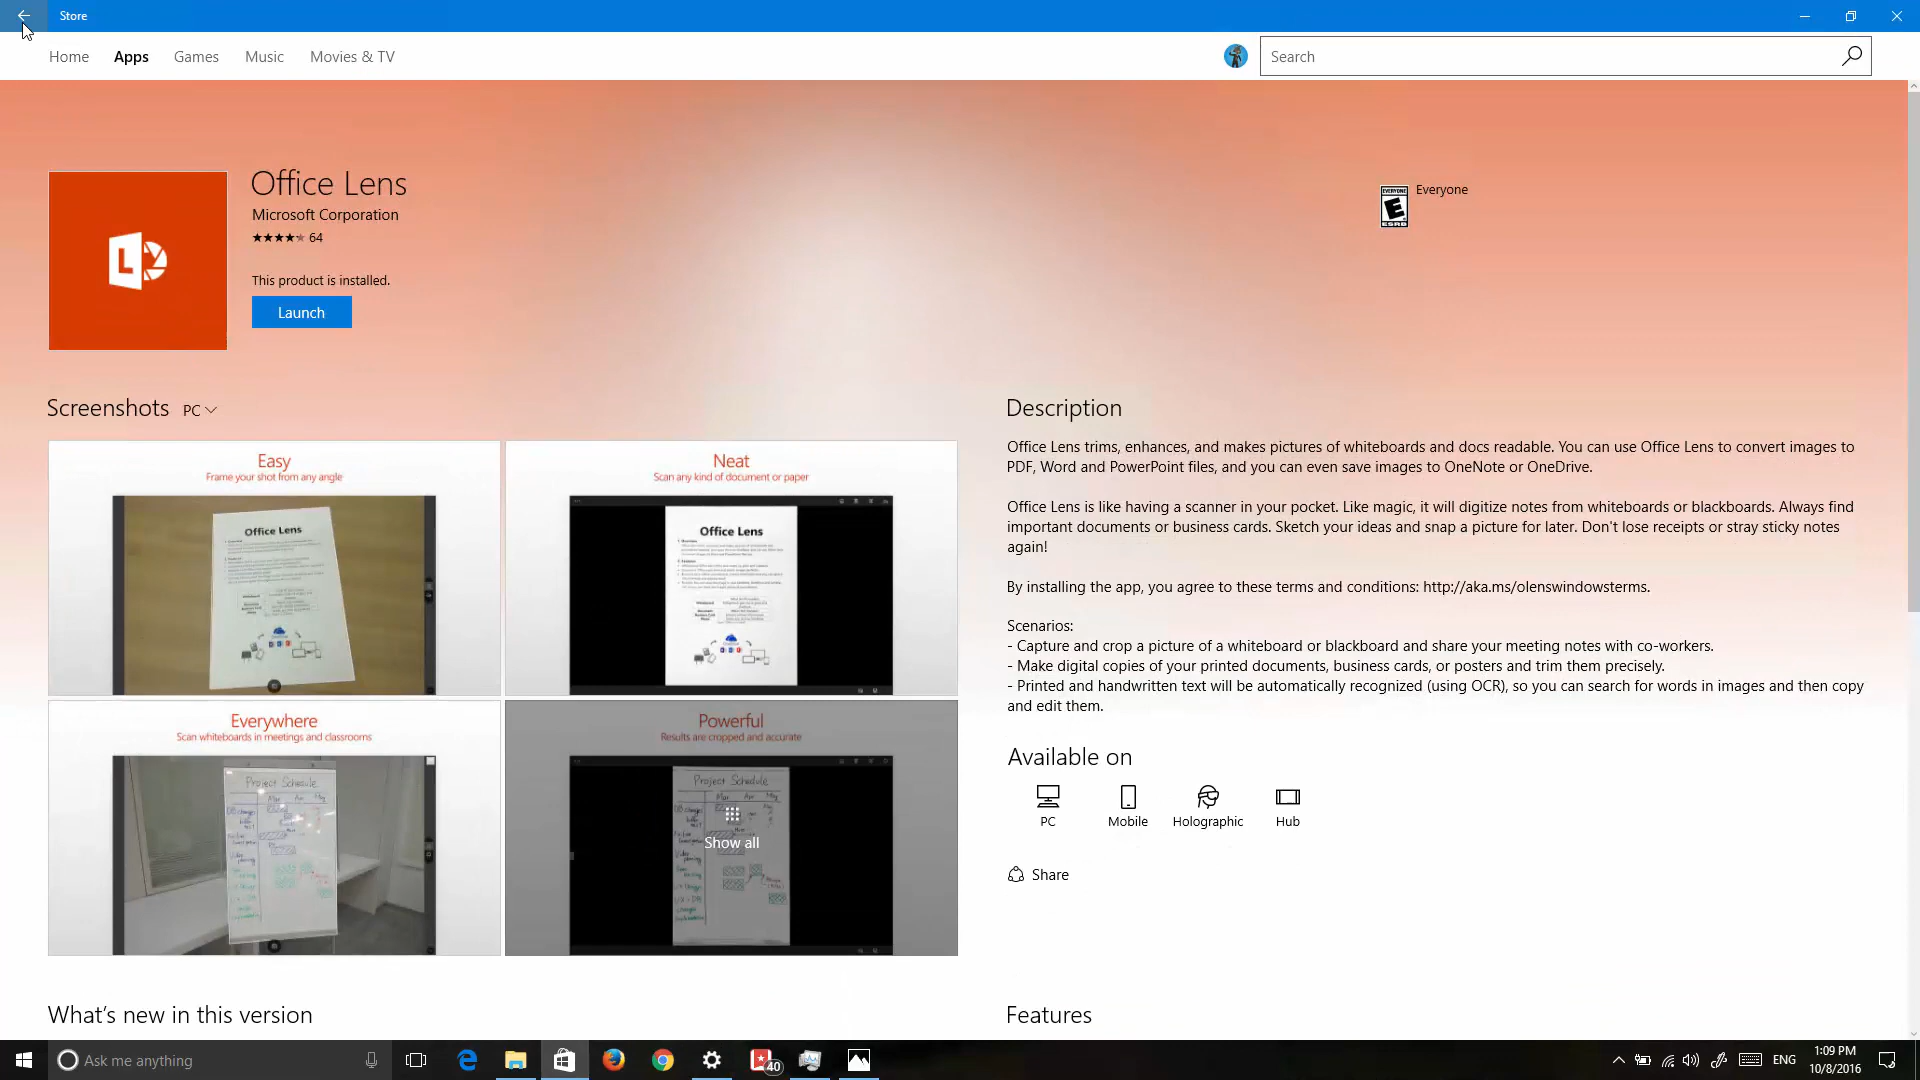 Store
Home Apps Games Music Movies & TV
Search
Office Lens
Microsoft Corporation
64
This product is installed.
Launch
EVERYONE
E
ESRB
Everyone
Screenshots PC
Easy
Frame your shot from any angle
Office Lens
Neat
Scan any kind of document or paper
Office Lens
Everywhere
Scan whiteboards in meetings and classrooms
Project Schedule
Mar Apr May
Powerful
Results are cropped and accurate
Project Schedule
Mar Apr May
Show all
Description
Office Lens trims, enhances, and makes pictures of whiteboards and docs readable. You can use Office Lens to convert images to
PDF, Word and PowerPoint files, and you can even save images to OneNote or OneDrive.
Office Lens is like having a scanner in your pocket. Like magic, it will digitize notes from whiteboards or blackboards. Always find
important documents or business cards. Sketch your ideas and snap a picture for later. Don't lose receipts or stray sticky notes
again!
By installing the app, you agree to these terms and conditions: http://aka.ms/olenswindowsterms.
Scenarios:
- Capture and crop a picture of a whiteboard or blackboard and share your meeting notes with co-workers.
- Make digital copies of your printed documents, business cards, or posters and trim them precisely.
- Printed and handwritten text will be automatically recognized (using OCR), so you can search for words in images and then copy
and edit them.
Available on
PC Mobile Holographic Hub
Share
What's new in this version
Features
Ask me anything
40
ENG
1:09 PM
10/8/2016